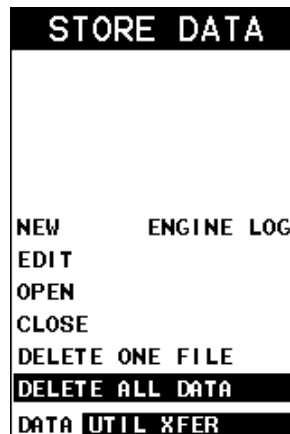 STORE DATA
NEW ENGINE LOG
EDIT
OPEN
CLOSE
DELETE ONE FILE
DELETE ALL DATA
DATA UTIL XFER